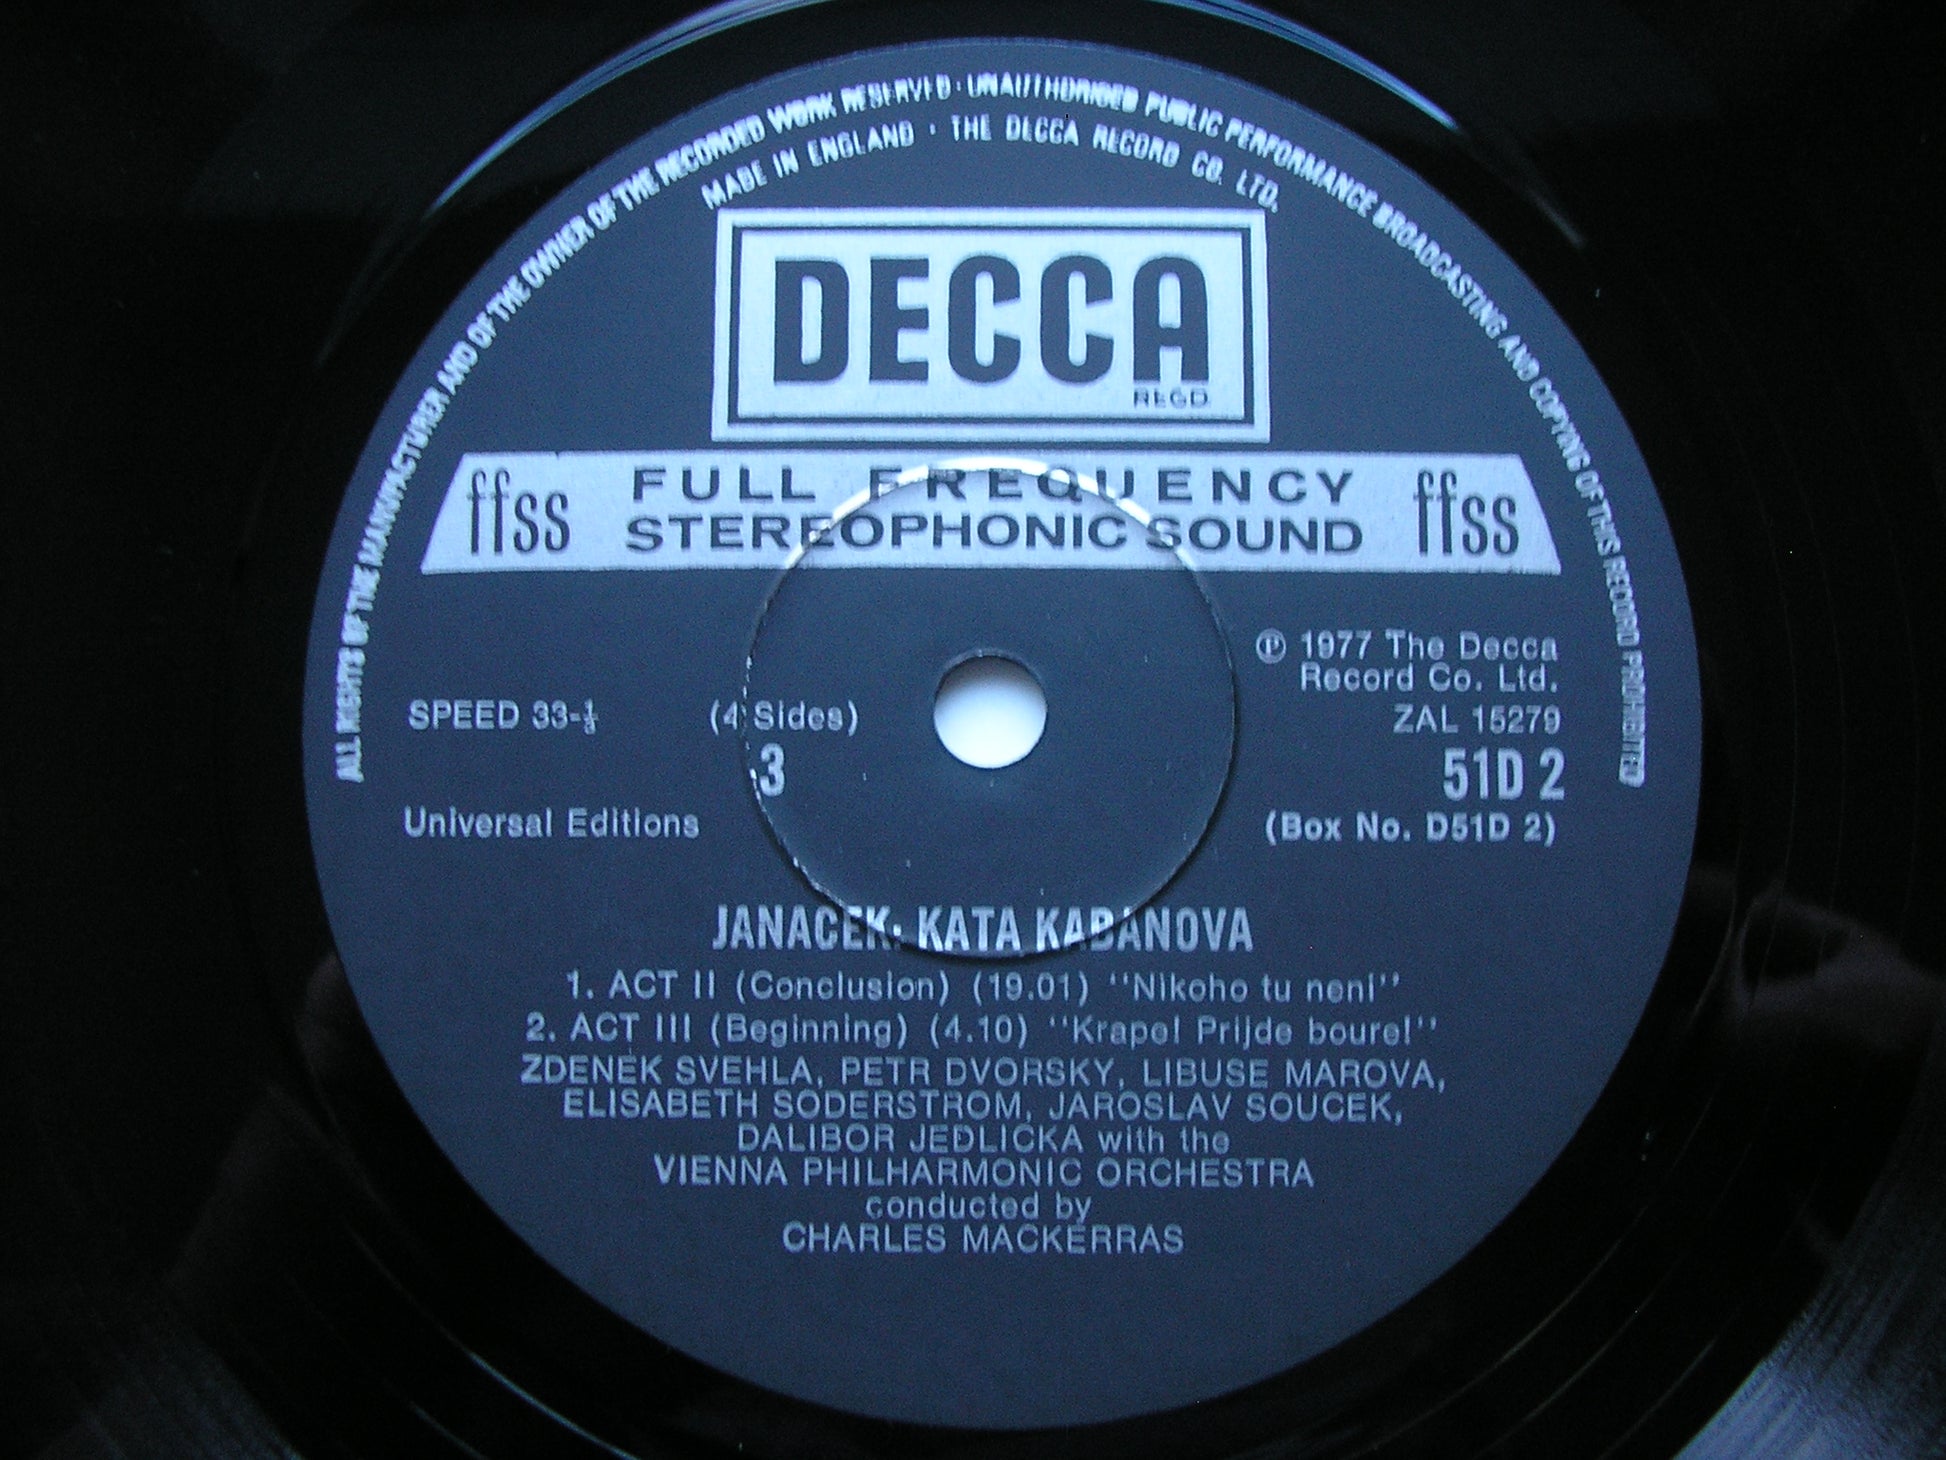 ALL RIGHTS OF THE MANUFACTURER AND OF THE OWNER OF THE RECORDED WORK RESERVED · UNAUTHORISED PUBLIC PERFORMANCE BROADCASTING AND COPYING OF THIS RECORD PROHIBITED
MADE IN ENGLAND · THE DECCA RECORD CO. LTD.
DECCA
REGD
ffss FULL FREQUENCY STEREOPHONIC SOUND ffss
℗ 1977 The Decca
Record Co. Ltd.
SPEED 33-⅓ (4 Sides) ZAL 15279
3 51D 2
Universal Editions (Box No. D51D 2)
JANACEK: KATA KABANOVA
1. ACT II (Conclusion) (19.01) "Nikoho tu neni"
2. ACT III (Beginning) (4.10) "Krape! Prijde boure!"
ZDENEK SVEHLA, PETR DVORSKY, LIBUSE MAROVA,
ELISABETH SODERSTROM, JAROSLAV SOUCEK,
DALIBOR JEDLICKA with the
VIENNA PHILHARMONIC ORCHESTRA
conducted by
CHARLES MACKERRAS